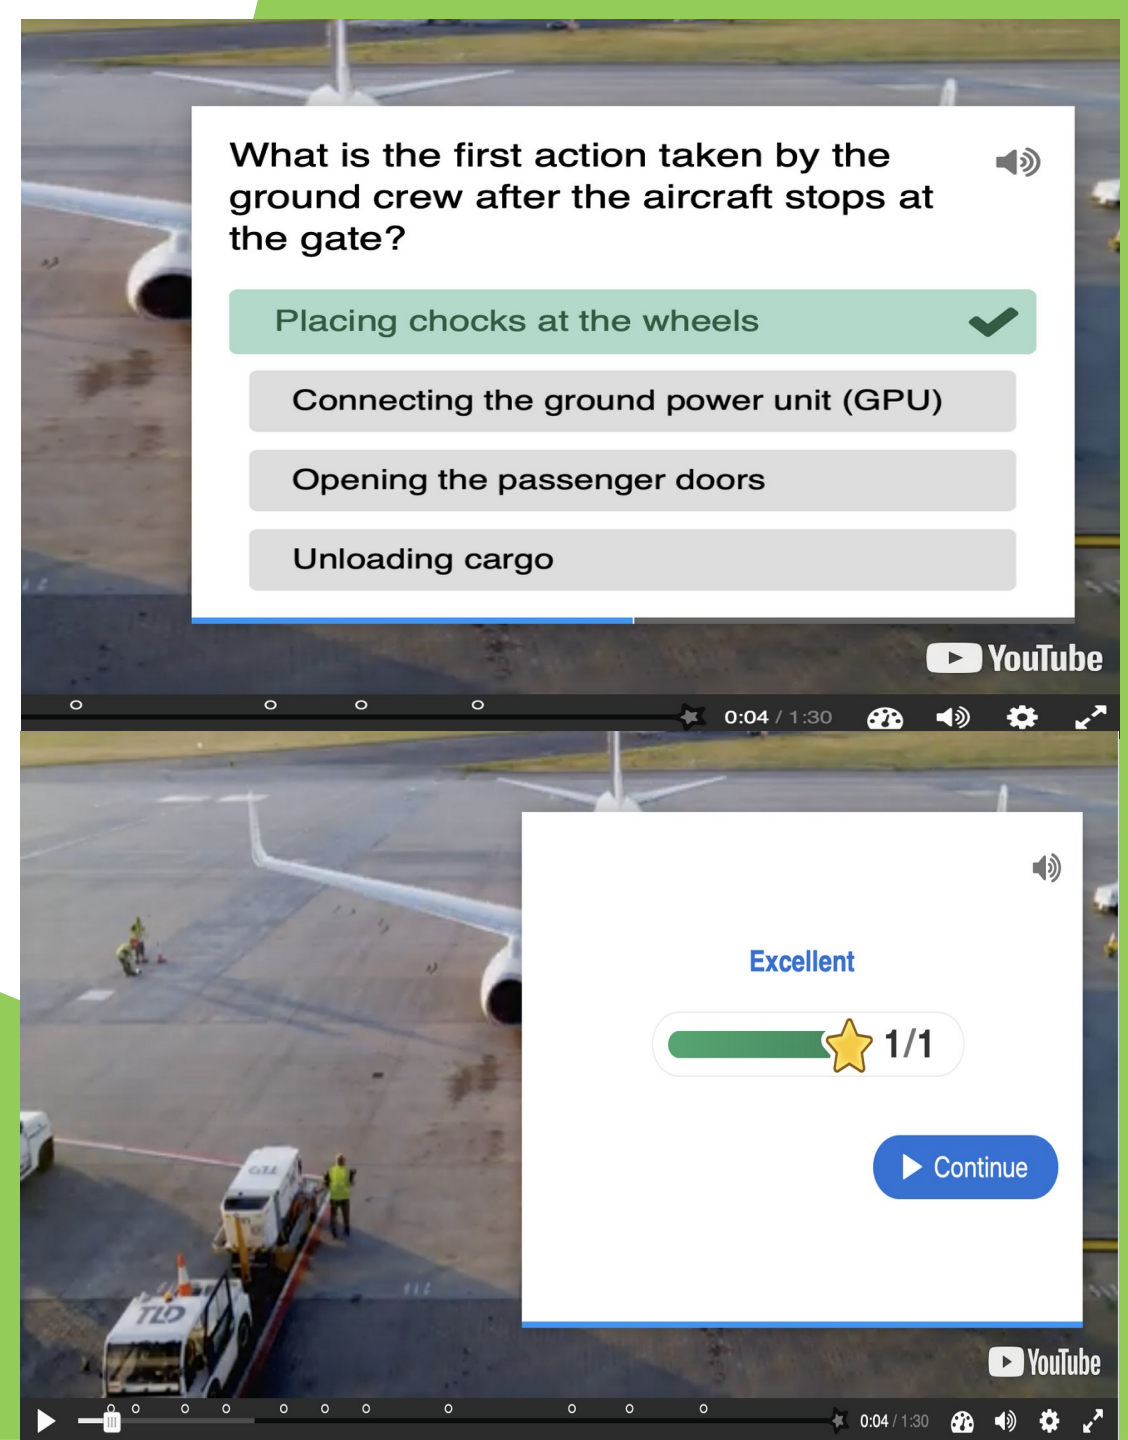 What is the first action taken by the
ground crew after the aircraft stops at
the gate?
Placing chocks at the wheels
Connecting the ground power unit (GPU)
Opening the passenger doors
Unloading cargo
YouTube
0:04 / 1:30
Excellent
1/1
Continue
TLD
YouTube
0:04 / 1:30